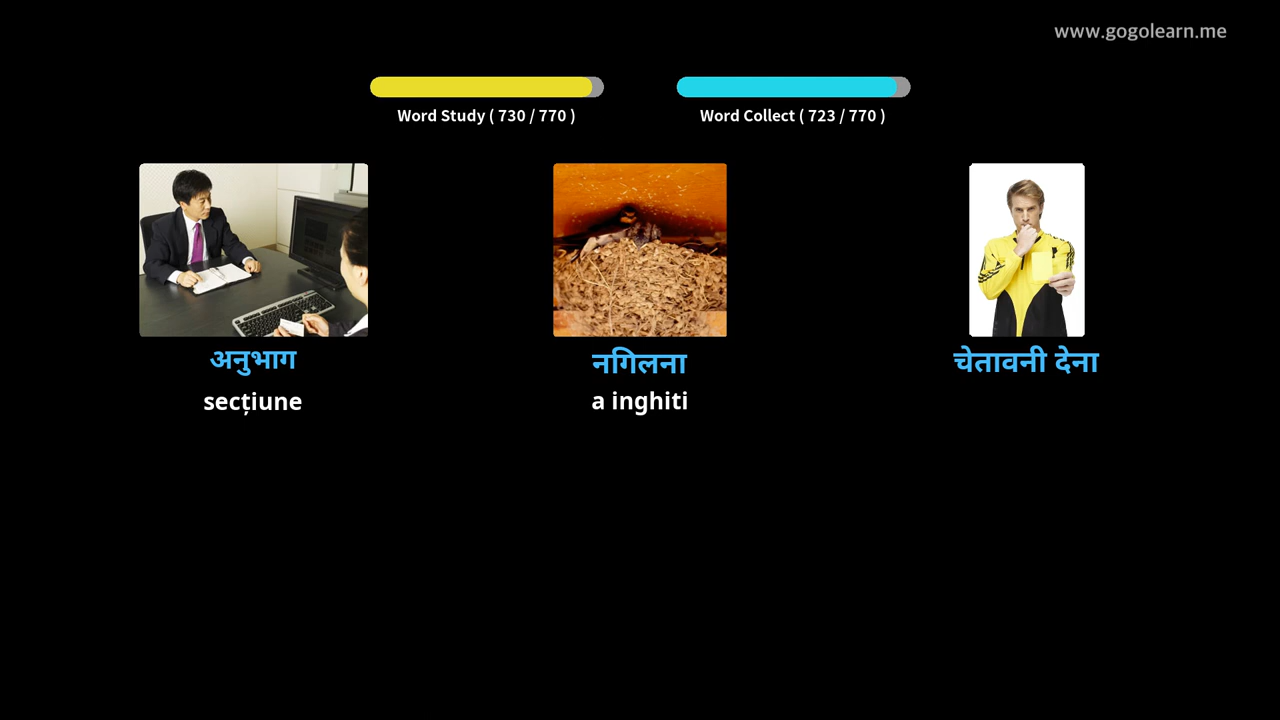 www.gogolearn.me
Word Study ( 730 / 770 )
Word Collect ( 723 / 770 )
अनुभाग
नगिलना
चेतावनी देना
secțiune
a inghiti